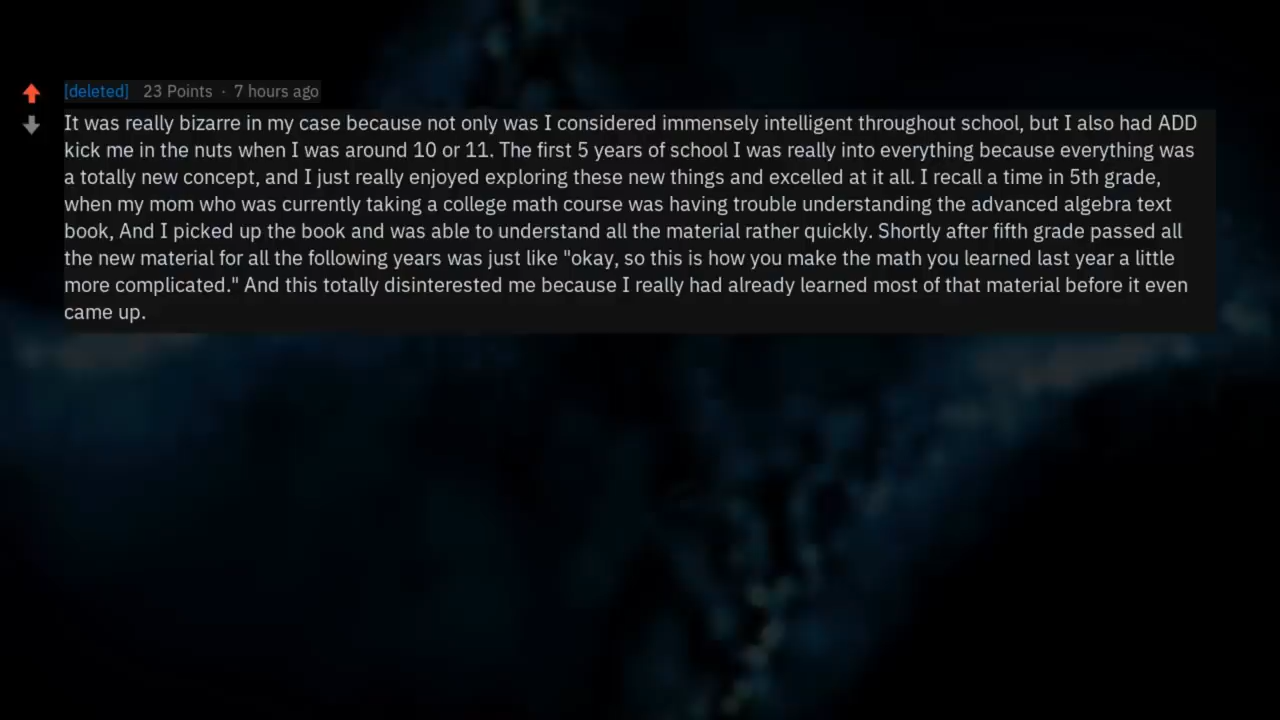 [deleted] 23 Points · 7 hours ago
It was really bizarre in my case because not only was I considered immensely intelligent throughout school, but I also had ADD
kick me in the nuts when I was around 10 or 11. The first 5 years of school I was really into everything because everything was
a totally new concept, and I just really enjoyed exploring these new things and excelled at it all. I recall a time in 5th grade,
when my mom who was currently taking a college math course was having trouble understanding the advanced algebra text
book, And I picked up the book and was able to understand all the material rather quickly. Shortly after fifth grade passed all
the new material for all the following years was just like "okay, so this is how you make the math you learned last year a little
more complicated." And this totally disinterested me because I really had already learned most of that material before it even
came up.